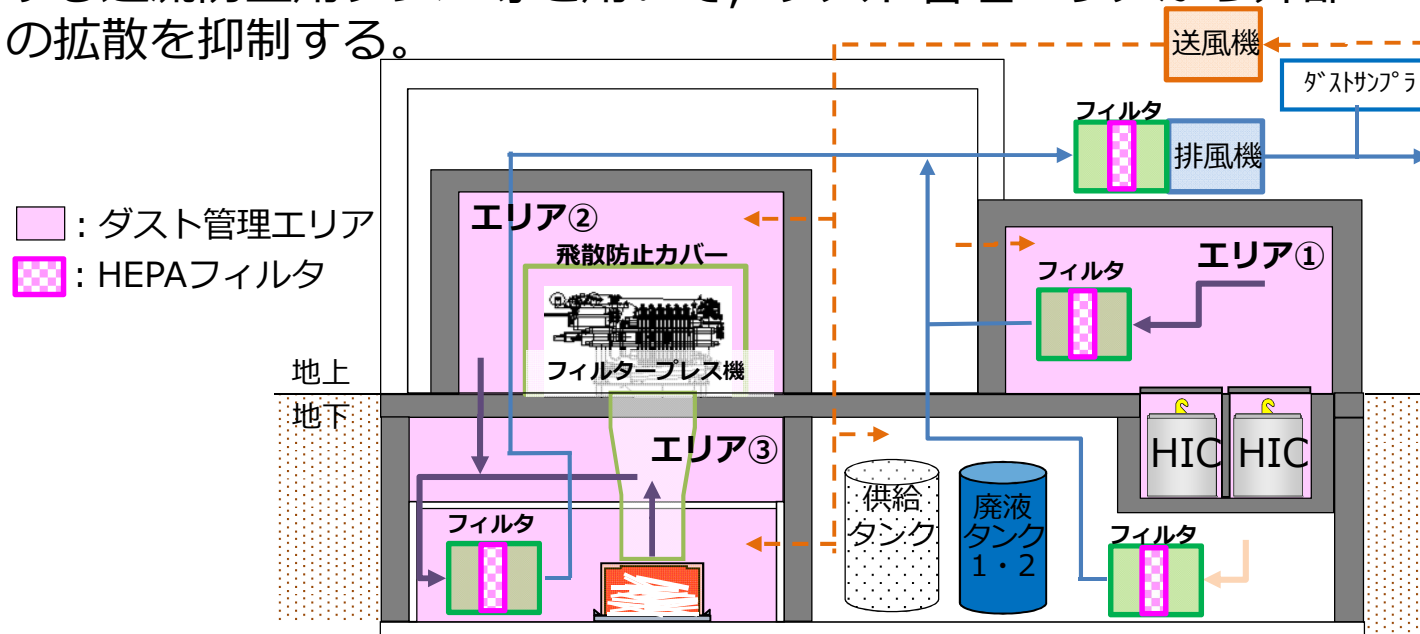 の拡散を抑制する。
送風機
ダストサンプラ
フィルタ
排風機
:ダスト管理エリア
:HEPAフィルタ
エリア②
飛散防止カバー
フィルタープレス機
エリア①
フィルタ
地上
地下
エリア③
HIC
HIC
供給
タンク
廃液
タンク
1・2
フィルタ
フィルタ